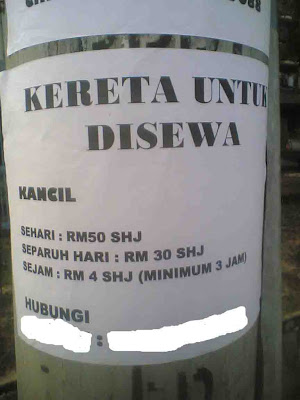 KERETA UNTUK
DISEWA
KANCIL
SEHARI : RM50 SHJ
SEPARUH HARI : RM 30 SHJ
SEJAM : RM 4 SHJ (MINIMUM 3 JAM)
HUBUNGI
: